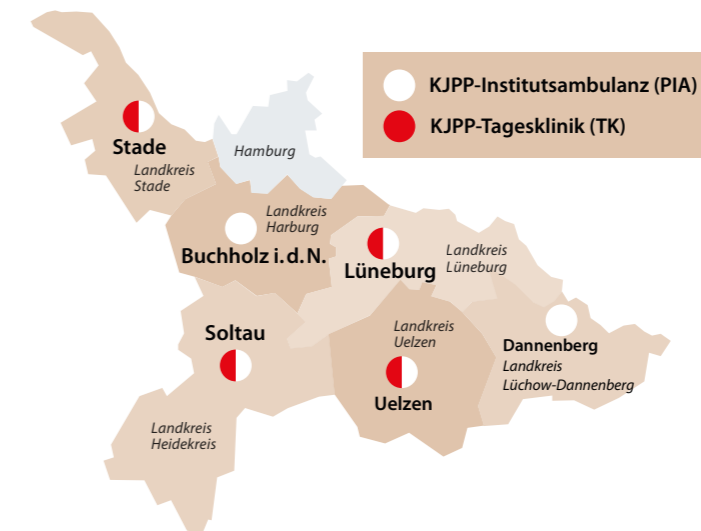 KJPP-Institutsambulanz (PIA)
KJPP-Tagesklinik (TK)
Stade
Landkreis
Stade
Hamburg
Landkreis
Harburg
Buchholz i.d.N.
Lüneburg
Landkreis
Lüneburg
Soltau
Landkreis
Uelzen
Dannenberg
Landkreis
Lüchow-Dannenberg
Uelzen
Landkreis
Heidekreis